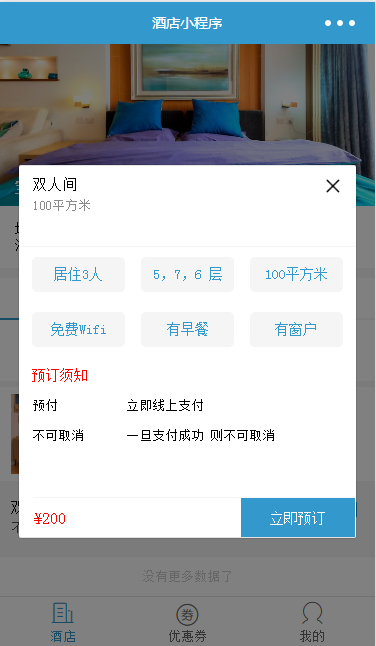 酒店小程序
双人间
100平方米
居住3人
5，7，6 层
100平方米
免费Wifi
有早餐
有窗户
预订须知
预付 立即线上支付
不可取消 一旦支付成功 则不可取消
¥200
立即预订
没有更多数据了
券
酒店
优惠券
我的